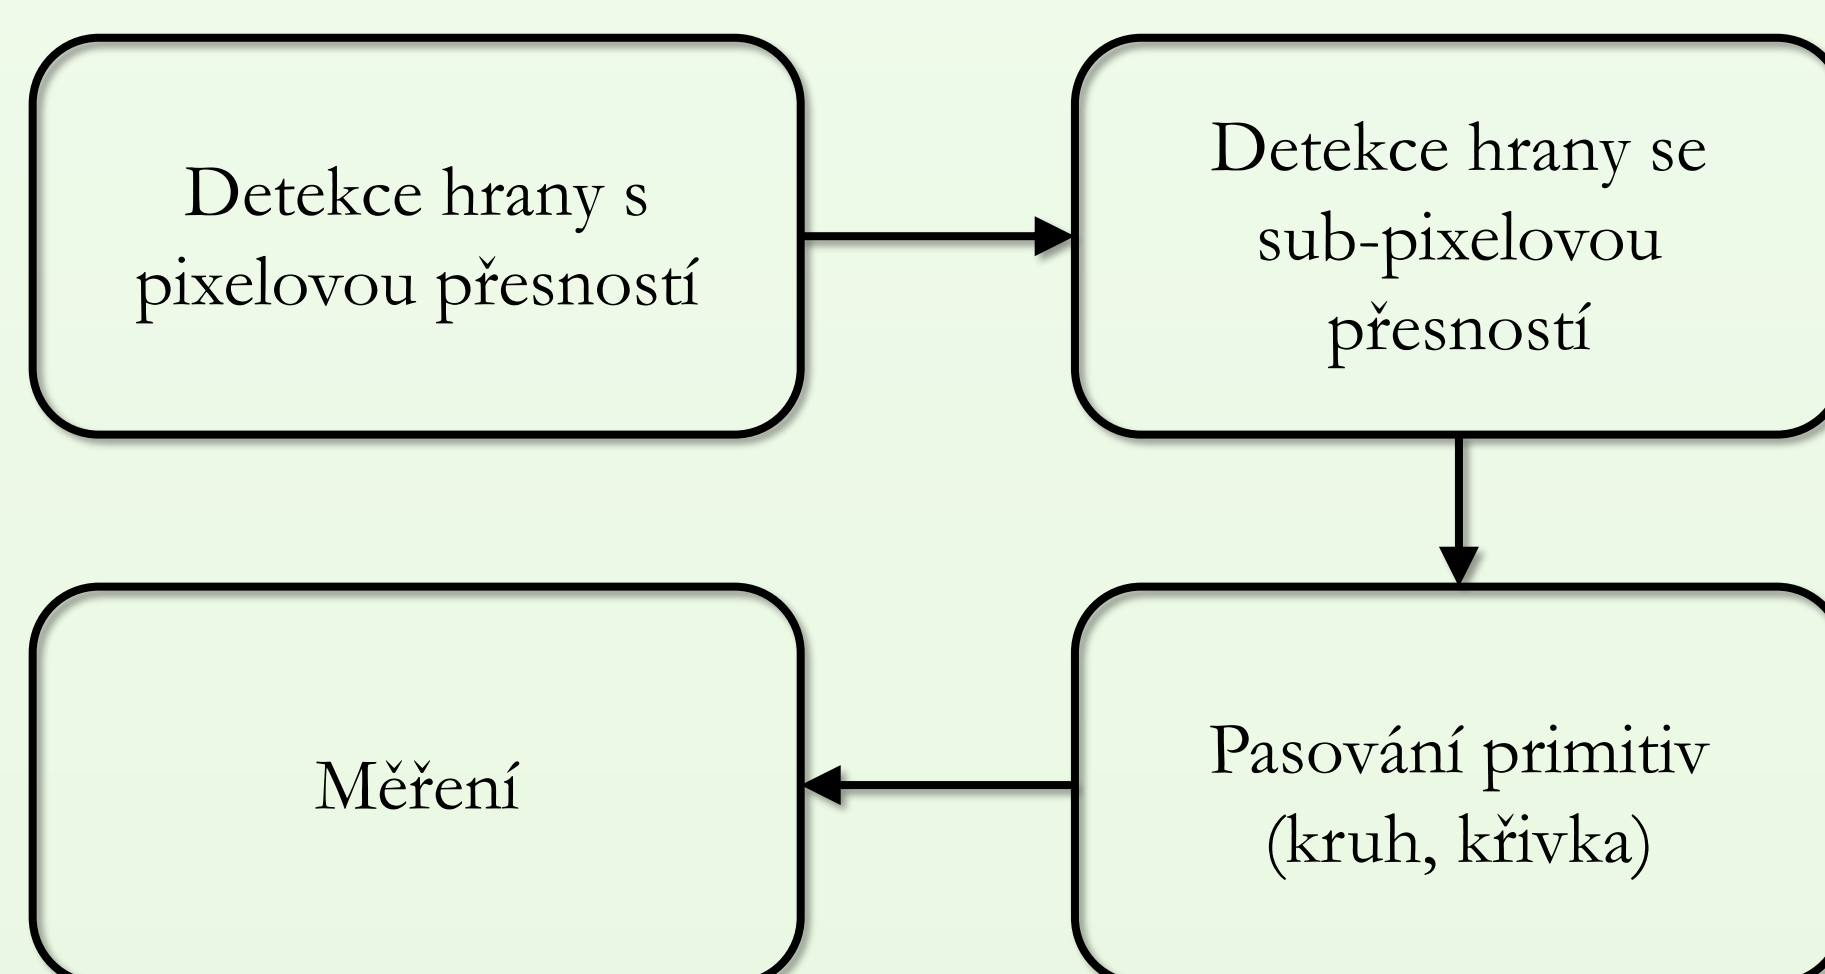 Detekce hrany s
pixelovou přesností
Detekce hrany se
sub-pixelovou
přesností
Měření
Pasování primitiv
(kruh, křivka)